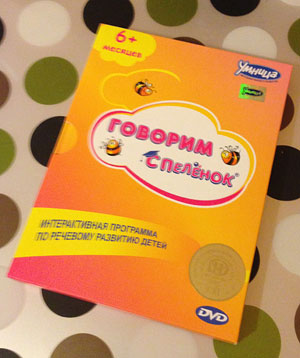 6+
МЕСЯЦЕВ
УМНИЦА
ГОВОРИМ
С ПЕЛЁНОК®
ИНТЕРАКТИВНАЯ ПРОГРАММА
ПО РЕЧЕВОМУ РАЗВИТИЮ ДЕТЕЙ
DVD